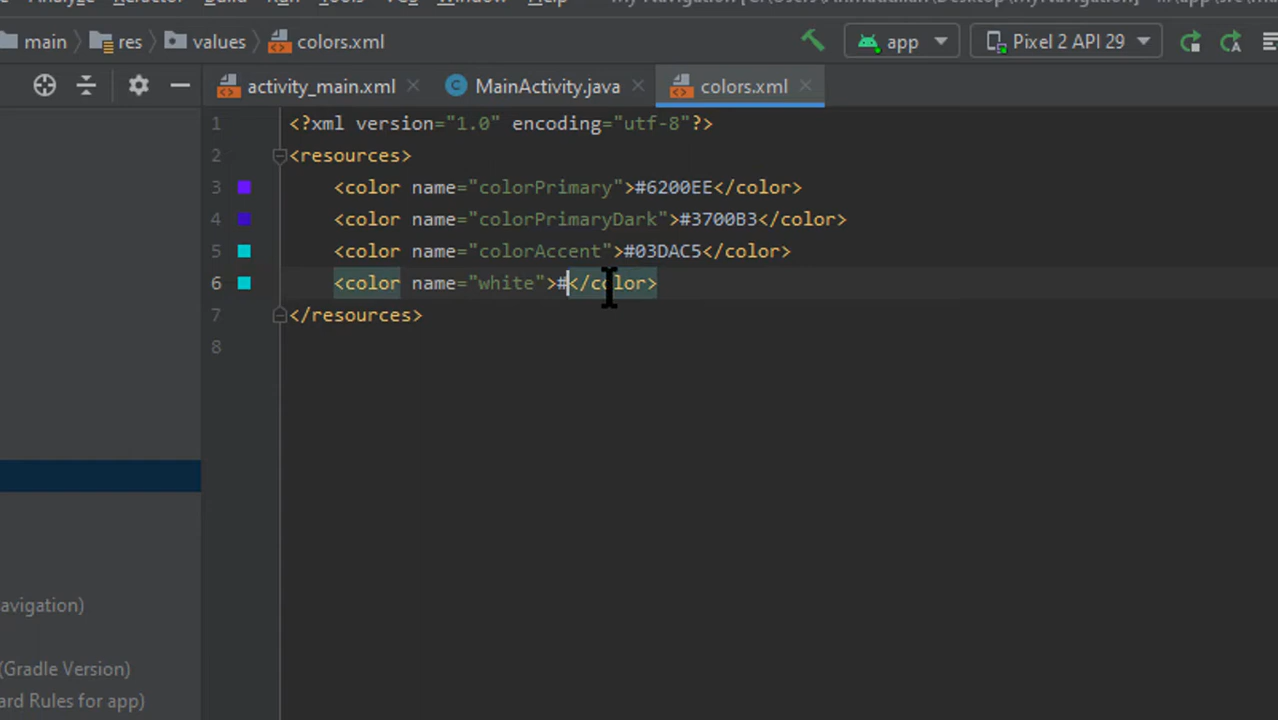 main res values colors.xml app Pixel 2 API 29
activity_main.xml MainActivity.java colors.xml
1 <?xml version="1.0" encoding="utf-8"?>
2 <resources>
3 <color name="colorPrimary">#6200EE</color>
4 <color name="colorPrimaryDark">#3700B3</color>
5 <color name="colorAccent">#03DAC5</color>
6 <color name="white">#</color>
7 </resources>
8
avigation)
(Gradle Version)
ard Rules for app)